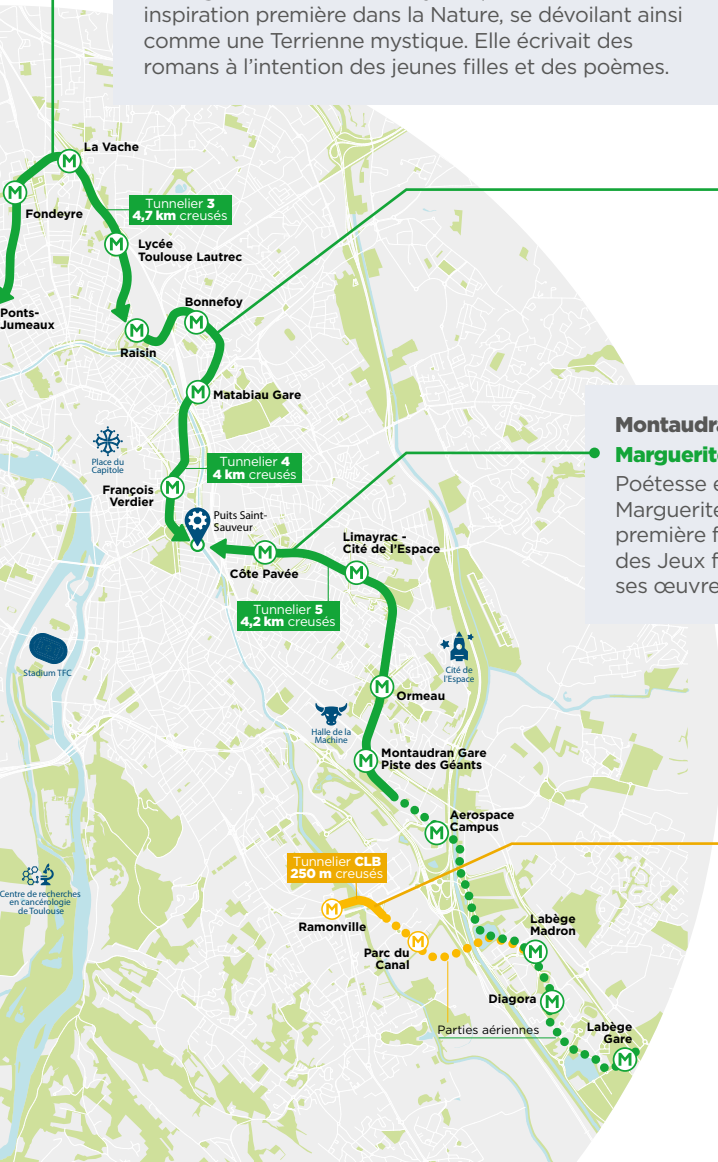 inspiration première dans la Nature, se dévoilant ainsi
comme une Terrienne mystique. Elle écrivait des
romans à l'intention des jeunes filles et des poèmes.
La Vache
M
M
Fondeyre
Tunnelier 3
4,7 km creusés
M
Lycée
Toulouse Lautrec
Ponts-
Jumeaux
Bonnefoy
M
M
Raisin
M
Matabiau Gare
Place du
Capitole
Tunnelier 4
4 km creusés
François
Verdier
M
Puits Saint-
Sauveur
Limayrac -
Cité de l'Espace
M
Côte Pavée
M
Tunnelier 5
4,2 km creusés
Montaudra
Marguerit
Poétesse e
Marguerite
première f
des Jeux f
ses œuvre
Stadium TFC
Cité de
l'Espace
M
Ormeau
Halle de la
Machine
M
Montaudran Gare
Piste des Géants
Aerospace
Campus
M
Tunnelier CLB
250 m creusés
Centre de recherches
en cancérologie
de Toulouse
M
Ramonville
M
Parc du
Canal
Labège
Madron
M
Diagora
M
Parties aériennes
Labège
Gare
M